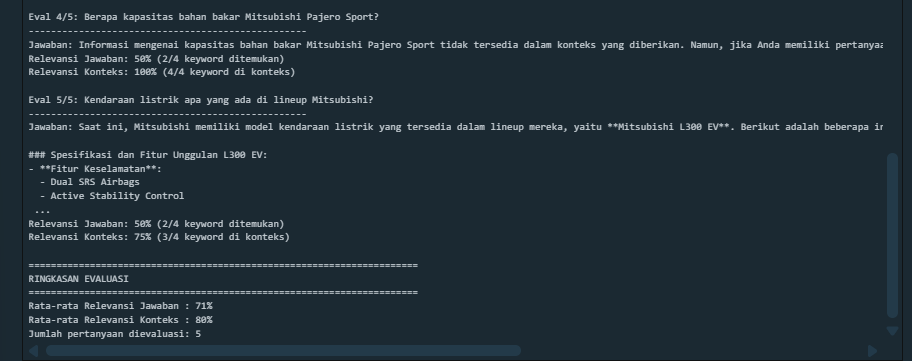 Eval 4/5: Berapa kapasitas bahan bakar Mitsubishi Pajero Sport?
--------------------------------------------------
Jawaban: Informasi mengenai kapasitas bahan bakar Mitsubishi Pajero Sport tidak tersedia dalam konteks yang diberikan. Namun, jika Anda memiliki
Relevansi Jawaban: 50% (2/4 keyword ditemukan)
Relevansi Konteks: 100% (4/4 keyword di konteks)
Eval 5/5: Kendaraan listrik apa yang ada di lineup Mitsubishi?
--------------------------------------------------
Jawaban: Saat ini, Mitsubishi memiliki model kendaraan listrik yang tersedia dalam lineup mereka, yaitu **Mitsubishi L300 EV**. Berikut adalah beberapa
### Spesifikasi dan Fitur Unggulan L300 EV:
- **Fitur Keselamatan**:
- Dual SRS Airbags
- Active Stability Control
...
Relevansi Jawaban: 50% (2/4 keyword ditemukan)
Relevansi Konteks: 75% (3/4 keyword di konteks)
======================================================================
RINGKASAN EVALUASI
======================================================================
Rata-rata Relevansi Jawaban : 71%
Rata-rata Relevansi Konteks : 80%
Jumlah pertanyaan dievaluasi: 5